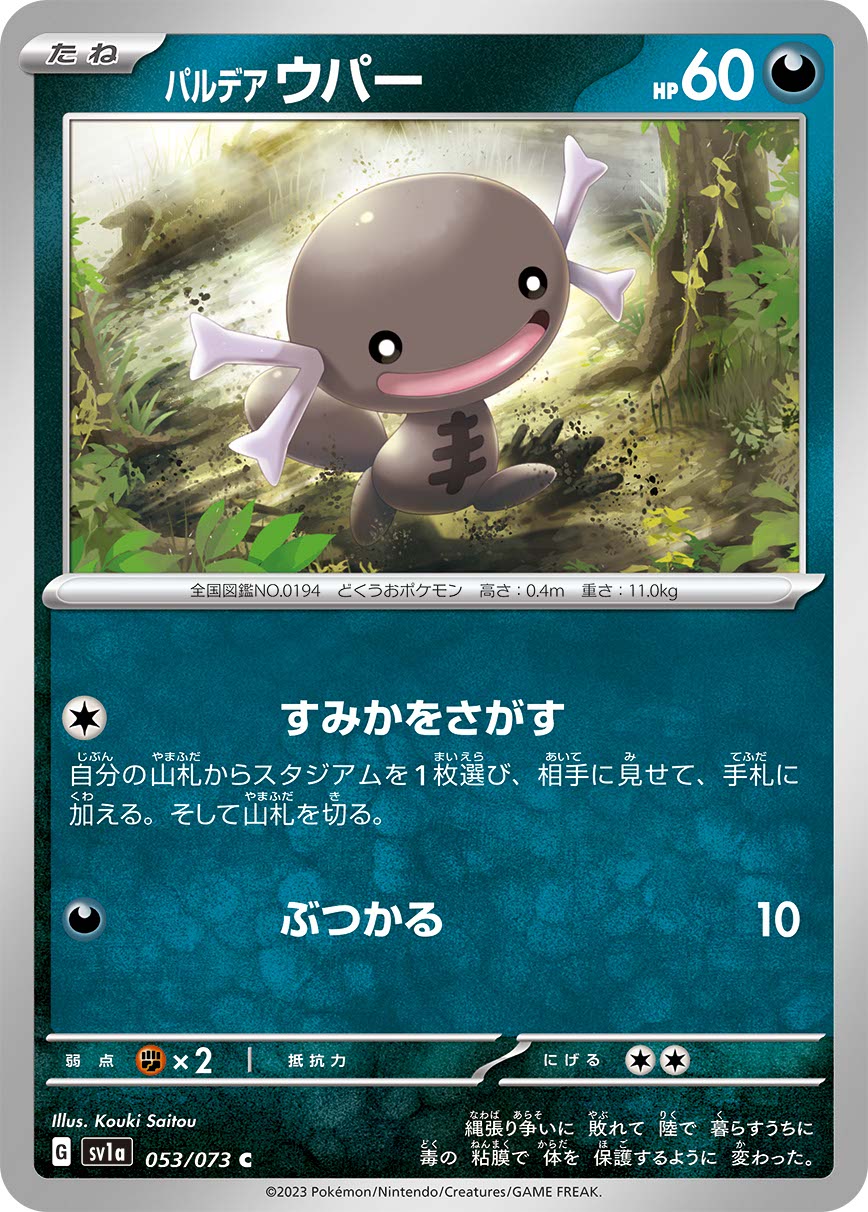 たね
パルデア ウパー
HP 60
全国図鑑NO.0194 どくうおポケモン 高さ：0.4m 重さ：11.0kg
すみかをさがす
自分の山札からスタジアムを1枚選び、相手に見せて、手札に
加える。そして山札を切る。
ぶつかる 10
弱点 ×2 抵抗力 にげる
Illus. Kouki Saitou
縄張り争いに 敗れて 陸で 暮らすうちに
毒の 粘膜で 体を 保護するように 変わった。
G sv1a 053/073 C
©2023 Pokémon/Nintendo/Creatures/GAME FREAK.